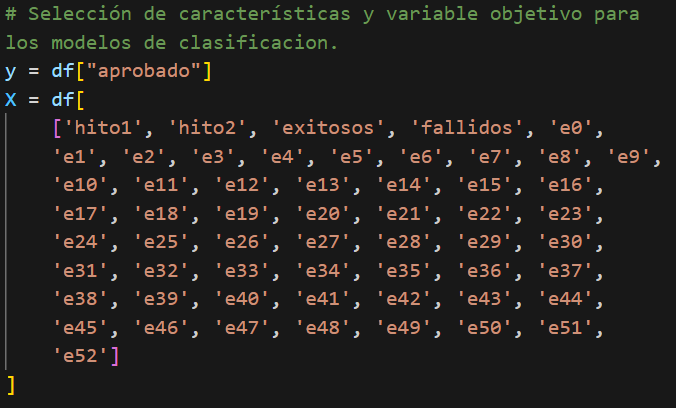 # Selección de características y variable objetivo para
los modelos de clasificacion.
y = df["aprobado"]
X = df[
    ['hito1', 'hito2', 'exitosos', 'fallidos', 'e0',
    'e1', 'e2', 'e3', 'e4', 'e5', 'e6', 'e7', 'e8', 'e9',
    'e10', 'e11', 'e12', 'e13', 'e14', 'e15', 'e16',
    'e17', 'e18', 'e19', 'e20', 'e21', 'e22', 'e23',
    'e24', 'e25', 'e26', 'e27', 'e28', 'e29', 'e30',
    'e31', 'e32', 'e33', 'e34', 'e35', 'e36', 'e37',
    'e38', 'e39', 'e40', 'e41', 'e42', 'e43', 'e44',
    'e45', 'e46', 'e47', 'e48', 'e49', 'e50', 'e51',
    'e52']
]